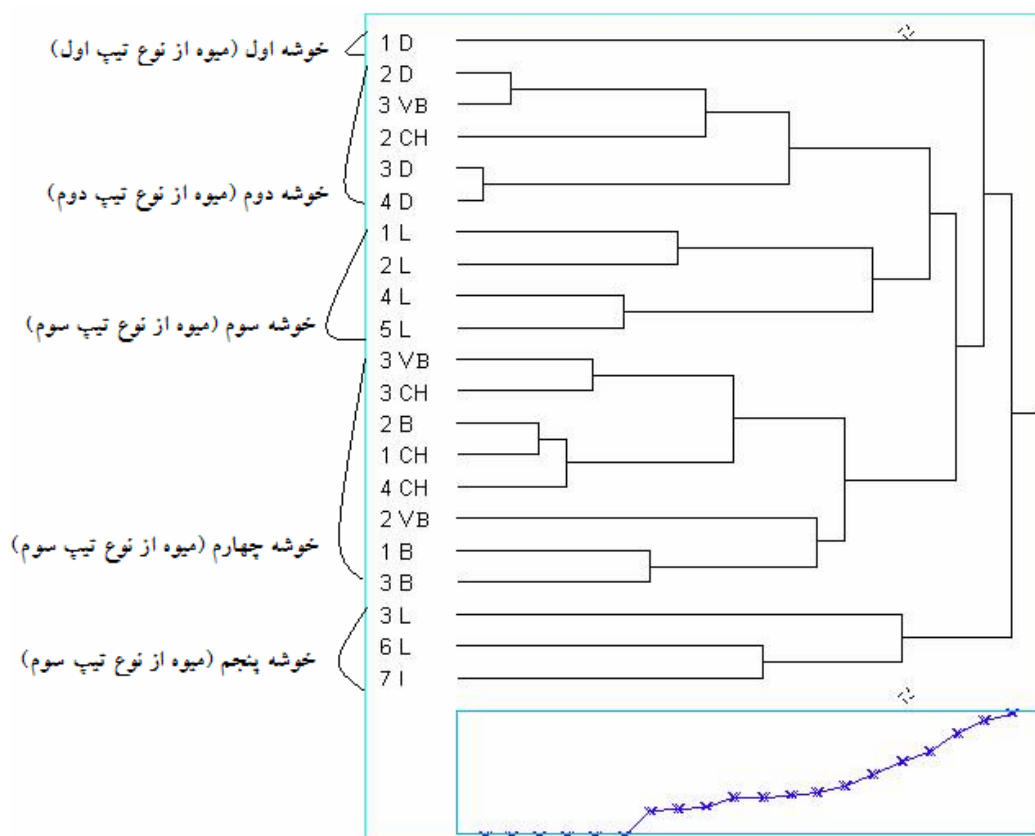 خوشه اول (میوه از نوع تیپ اول)
1 D
2 D
3 VB
2 CH
3 D
خوشه دوم (میوه از نوع تیپ دوم)
4 D
1 L
2 L
4 L
خوشه سوم (میوه از نوع تیپ سوم)
5 L
3 VB
3 CH
2 B
1 CH
4 CH
2 VB
خوشه چهارم (میوه از نوع تیپ سوم)
1 B
3 B
3 L
خوشه پنجم (میوه از نوع تیپ سوم)
6 L
7 l